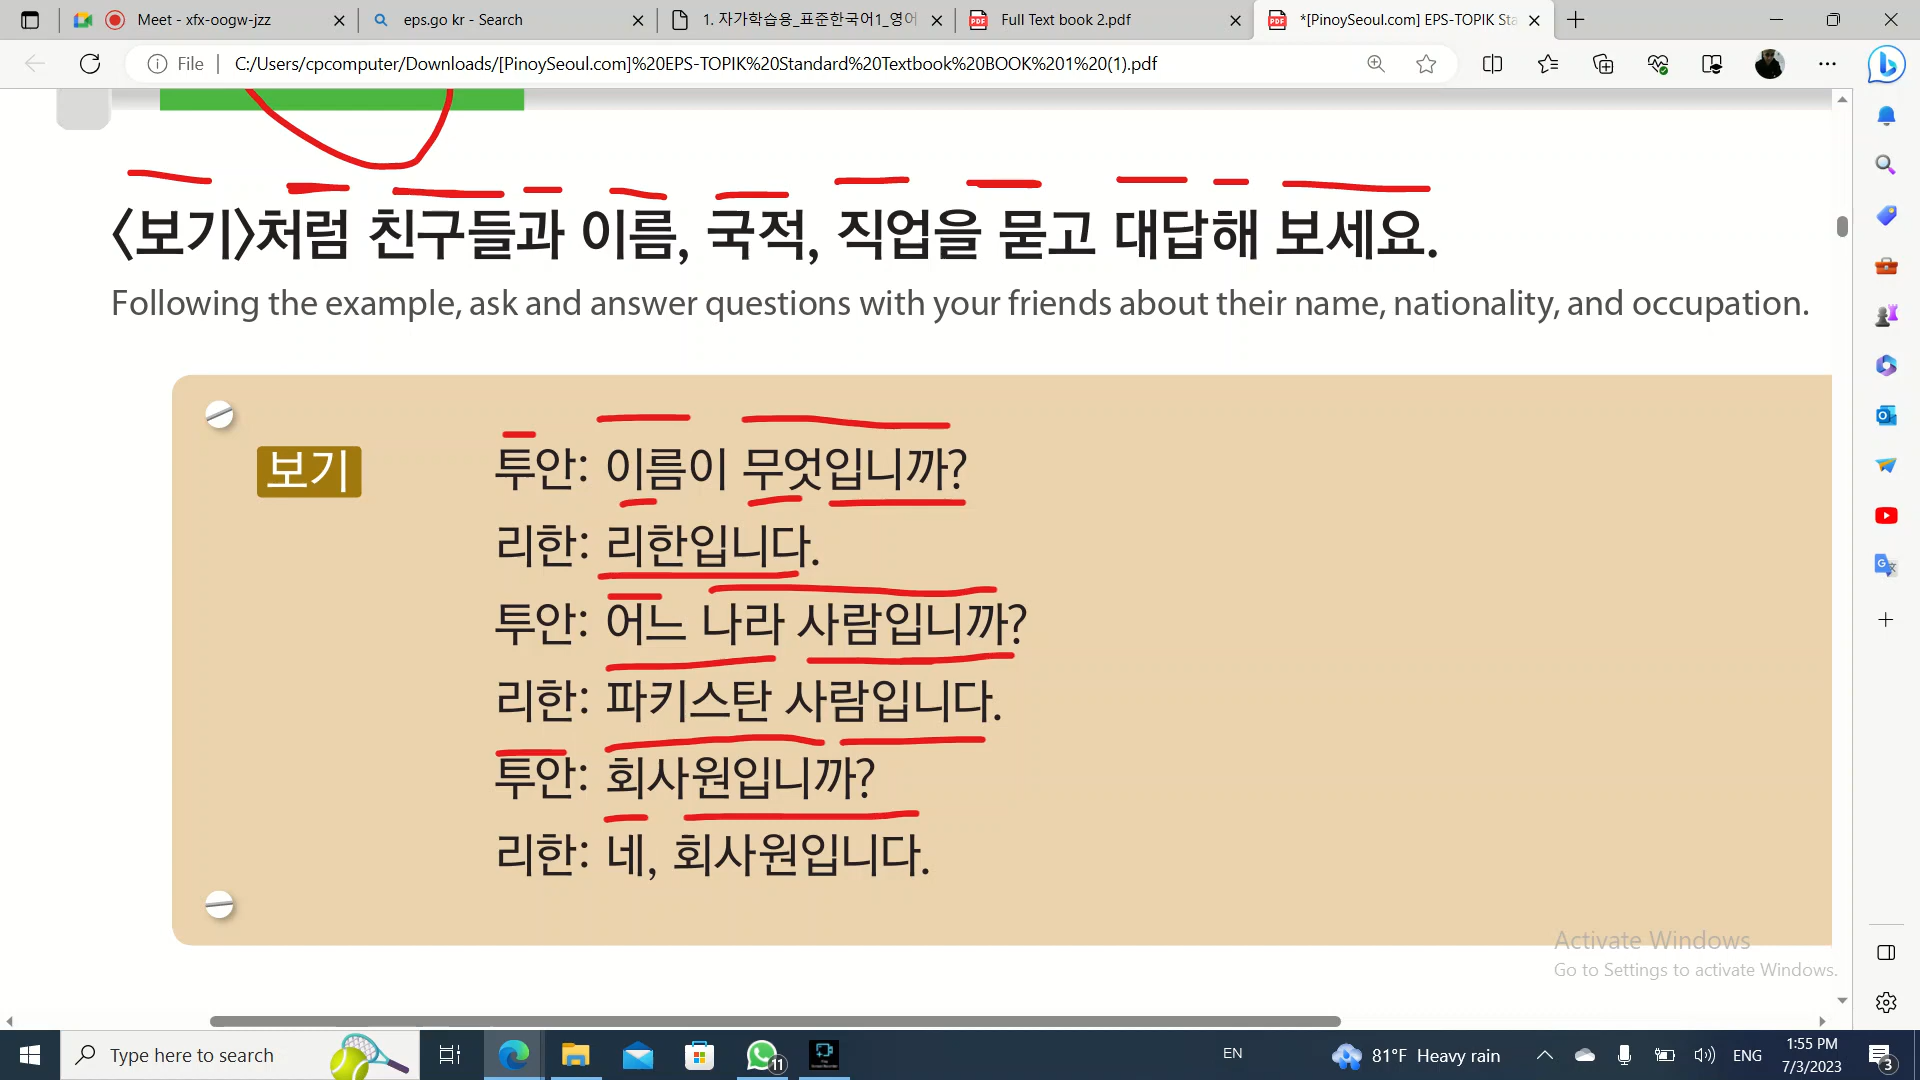 Meet - xfx-oogw-jzz
eps.go kr - Search
1. 자가학습용_표준한국어1_영어
Full Text book 2.pdf
*[PinoySeoul.com] EPS-TOPIK Sta
File
C:/Users/cpcomputer/Downloads/[PinoySeoul.com]%20EPS-TOPIK%20Standard%20Textbook%20BOOK%201%20(1).pdf
〈보기〉처럼 친구들과 이름, 국적, 직업을 묻고 대답해 보세요.
Following the example, ask and answer questions with your friends about their name, nationality, and occupation.
보기
투안: 이름이 무엇입니까?
리한: 리한입니다.
투안: 어느 나라 사람입니까?
리한: 파키스탄 사람입니다.
투안: 회사원입니까?
리한: 네, 회사원입니다.
Activate Windows
Go to Settings to activate Windows.
Type here to search
11
EN
81°F Heavy rain
ENG
1:55 PM
7/3/2023
3